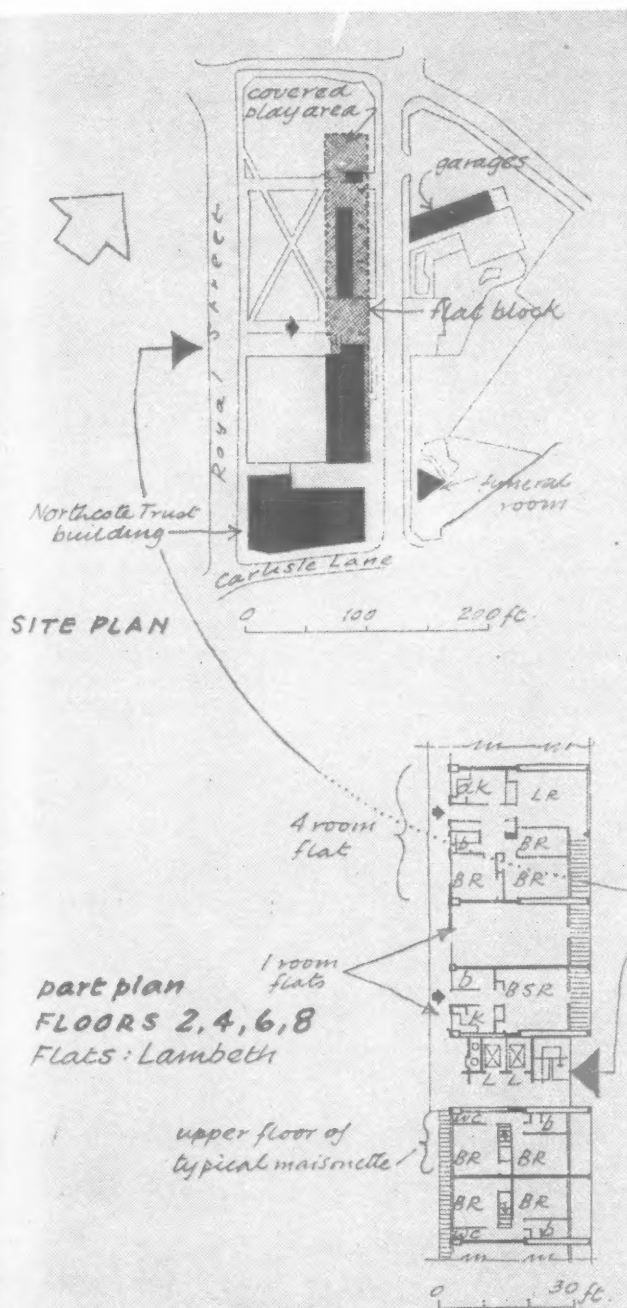 covered
play area
garages
Royal Street
flat block
funeral
room
Northcote Trust
building
Carlisle Lane
SITE PLAN
0 100 200 ft.
d.K
LR
4 room
flat
b
BR
BR
BR
1 room
flats
b
BSR
K
part plan
FLOORS 2, 4, 6, 8
Flats: Lambeth
L L
upper floor of
typical maisonette
WC
b
BR
BR
BR
BR
WC
b
0 30 ft.